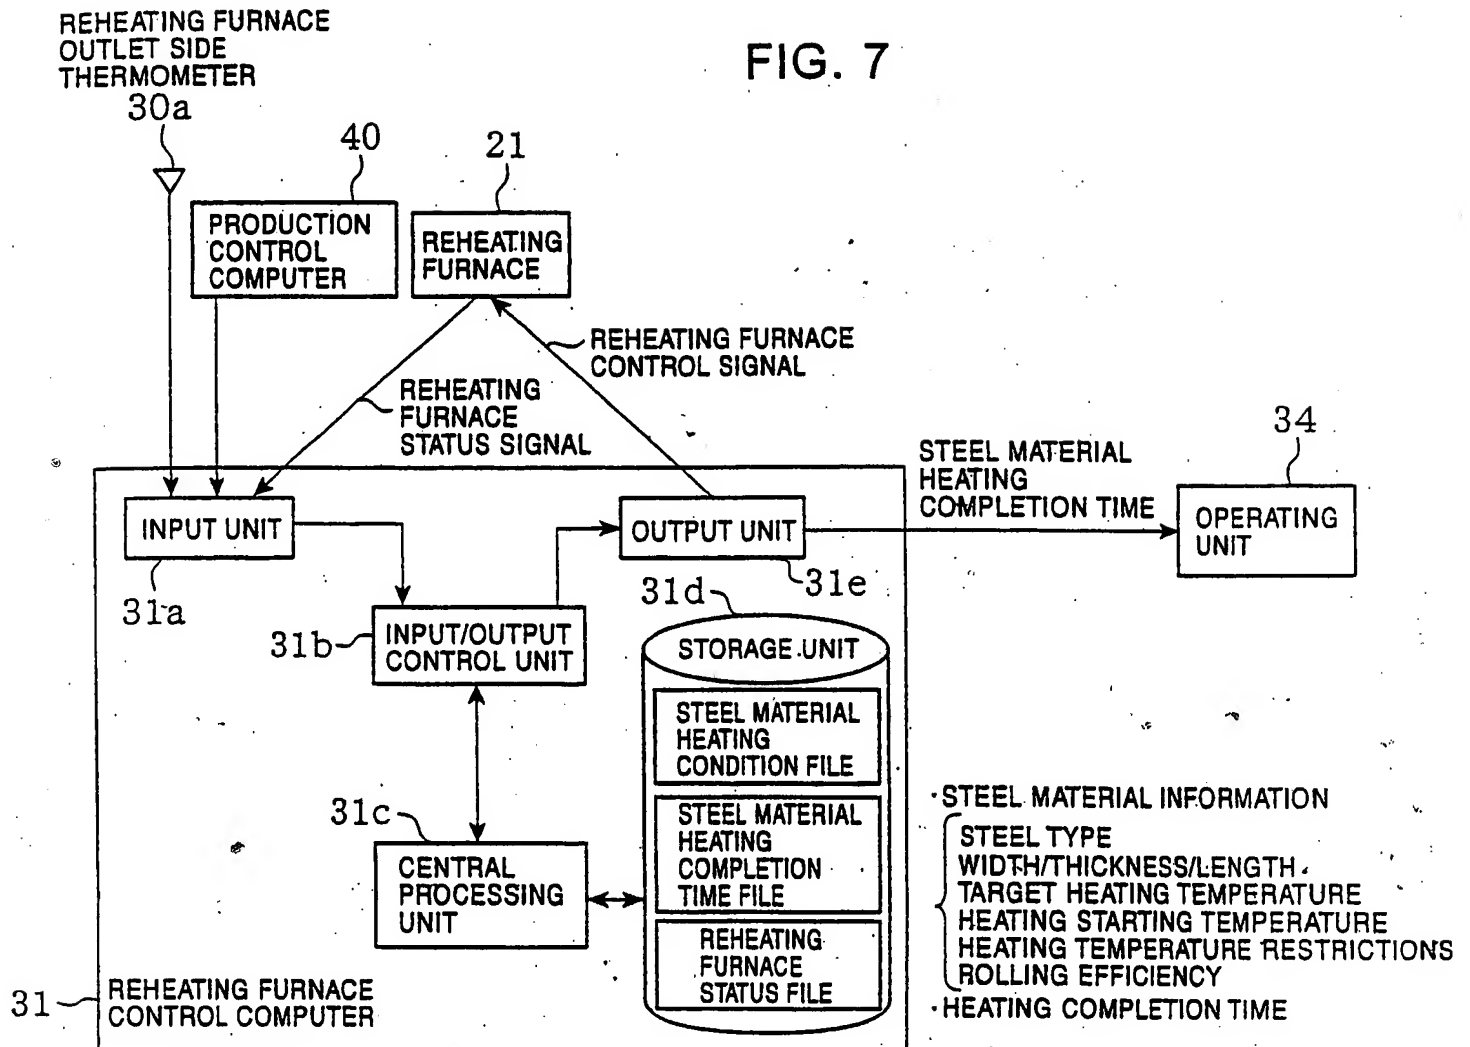 REHEATING FURNACE
OUTLET SIDE
THERMOMETER
30a
FIG. 7
40
21
PRODUCTION
CONTROL
COMPUTER
REHEATING
FURNACE
REHEATING FURNACE
CONTROL SIGNAL
REHEATING
FURNACE
STATUS SIGNAL
STEEL MATERIAL
HEATING
COMPLETION TIME
34
OPERATING
UNIT
INPUT UNIT
31a
OUTPUT UNIT
31e
31b
INPUT/OUTPUT
CONTROL UNIT
31d
STORAGE UNIT
STEEL MATERIAL
HEATING
CONDITION FILE
STEEL MATERIAL
HEATING
COMPLETION
TIME FILE
REHEATING
FURNACE
STATUS FILE
31c
CENTRAL
PROCESSING
UNIT
·STEEL MATERIAL INFORMATION
STEEL TYPE
WIDTH/THICKNESS/LENGTH
TARGET HEATING TEMPERATURE
HEATING STARTING TEMPERATURE
HEATING TEMPERATURE RESTRICTIONS
ROLLING EFFICIENCY
·HEATING COMPLETION TIME
31
REHEATING FURNACE
CONTROL COMPUTER